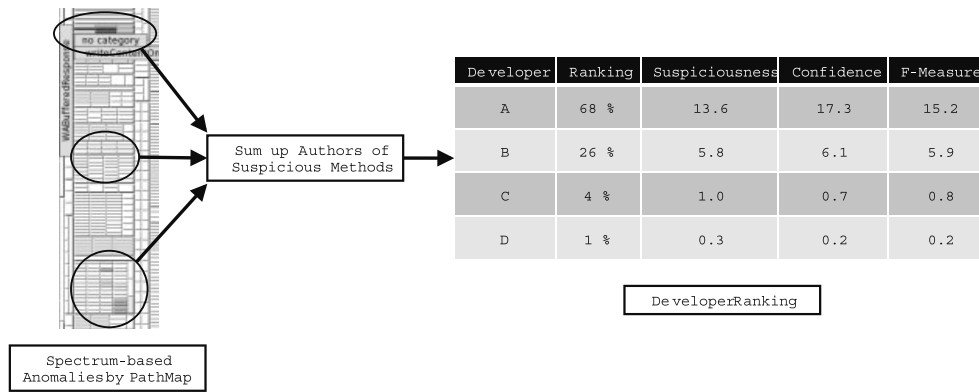 no category
writeContentOn
WABufferedResponse
Sum up Authors of
Suspicious Methods
Developer Ranking Suspiciousness Confidence F-Measure
A 68 % 13.6 17.3 15.2
B 26 % 5.8 6.1 5.9
C 4 % 1.0 0.7 0.8
D 1 % 0.3 0.2 0.2
DeveloperRanking
Spectrum-based
Anomaliesby PathMap